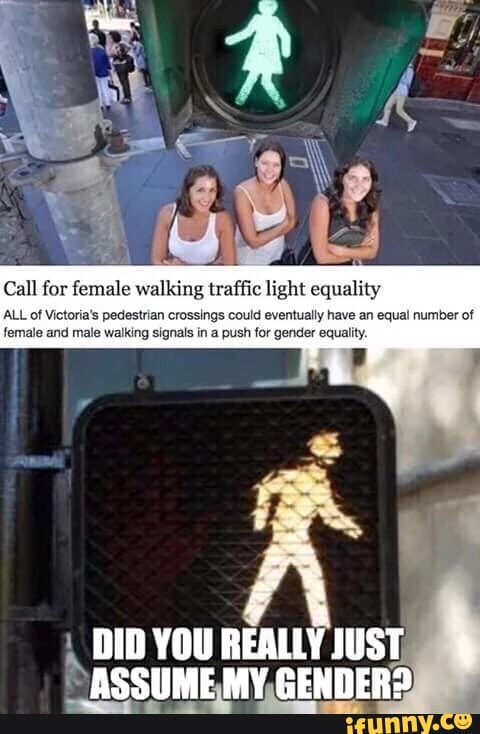 Call for female walking traffic light equality
ALL of Victoria's pedestrian crossings could eventually have an equal number of
female and male walking signals in a push for gender equality.
DID YOU REALLY JUST
ASSUME MY GENDER?
ifunny.co